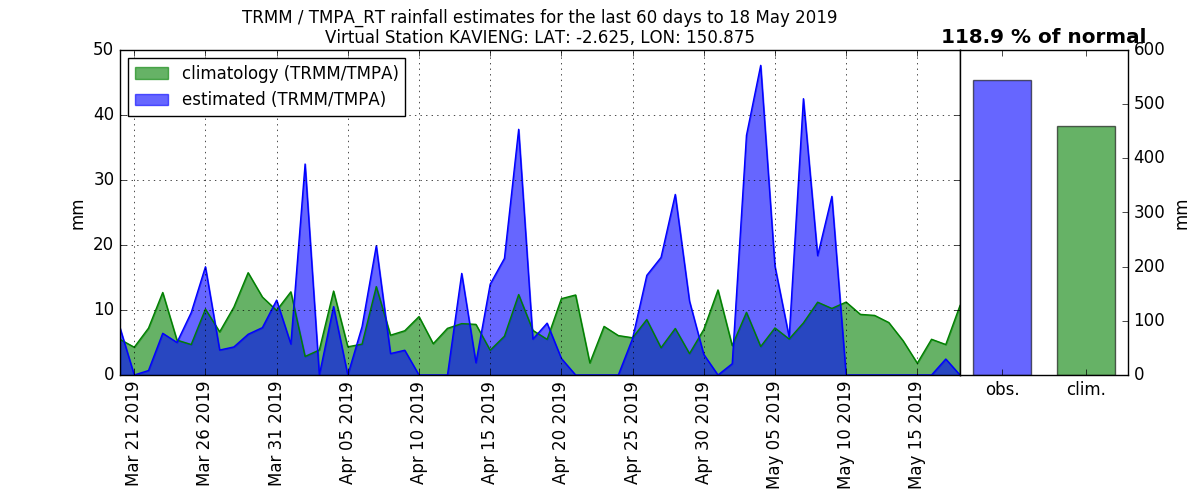 TRMM / TMPA_RT rainfall estimates for the last 60 days to 18 May 2019
Virtual Station KAVIENG: LAT: -2.625, LON: 150.875
118.9 % of normal
climatology (TRMM/TMPA)
estimated (TRMM/TMPA)
mm
50
40
30
20
10
0
Mar 21 2019
Mar 26 2019
Mar 31 2019
Apr 05 2019
Apr 10 2019
Apr 15 2019
Apr 20 2019
Apr 25 2019
Apr 30 2019
May 05 2019
May 10 2019
May 15 2019
obs.
clim.
600
500
400
300
200
100
0
mm